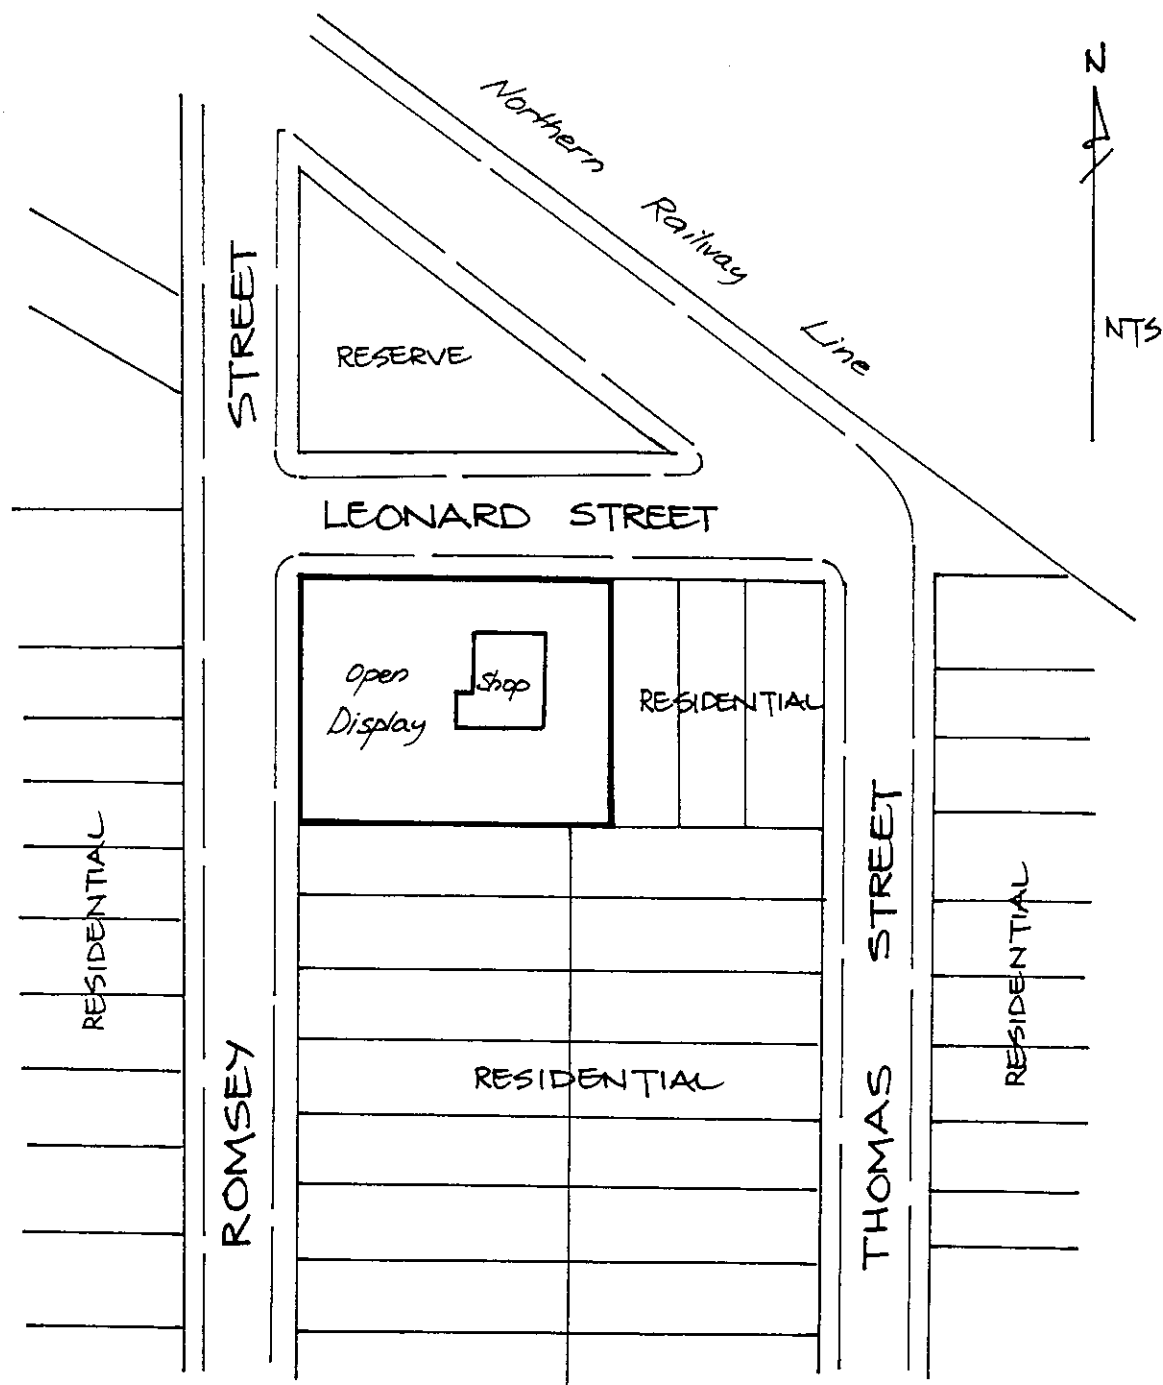 N
Northern Railway Line
NTS
STREET
RESERVE
LEONARD STREET
Open
Display
Shop
RESIDENTIAL
RESIDENTIAL
ROMSEY
RESIDENTIAL
THOMAS STREET
RESIDENTIAL